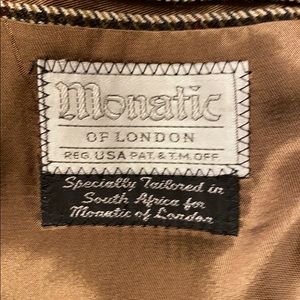 Monatic
OF LONDON
REG. USA PAT. & T.M. OFF.
Specially Tailored in
South Africa for
Monatic of London